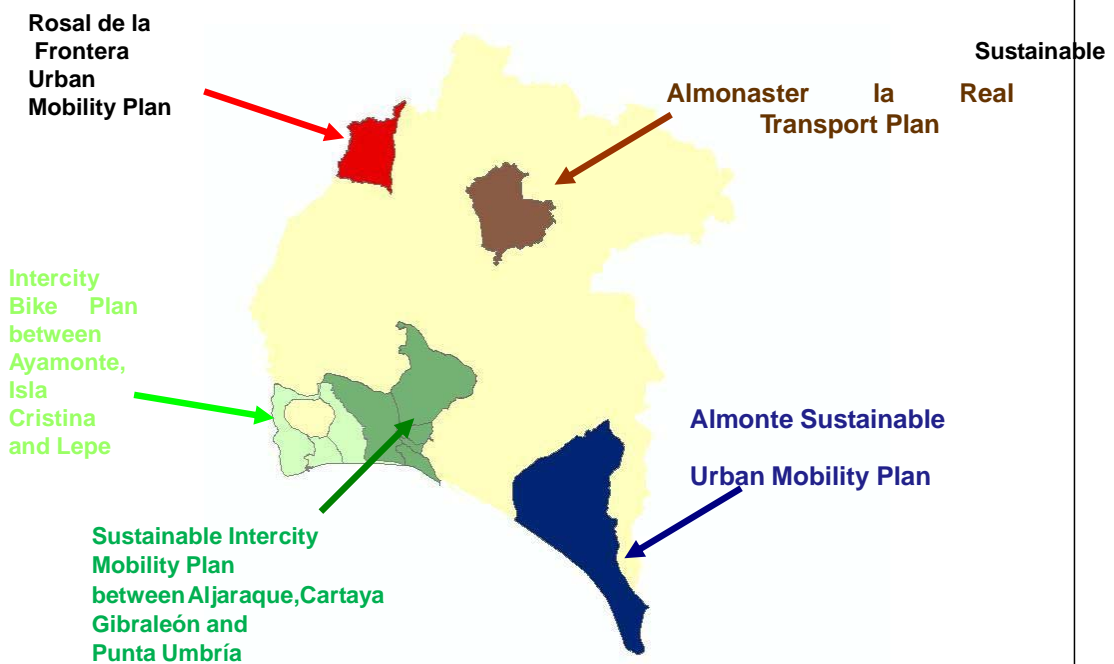 Rosal de la
Frontera
Urban
Mobility Plan
Sustainable
Almonaster la Real
Transport Plan
Intercity
Bike Plan
between
Ayamonte,
Isla
Cristina
and Lepe
Almonte Sustainable
Urban Mobility Plan
Sustainable Intercity
Mobility Plan
between Aljaraque,Cartaya
Gibraleón and
Punta Umbría